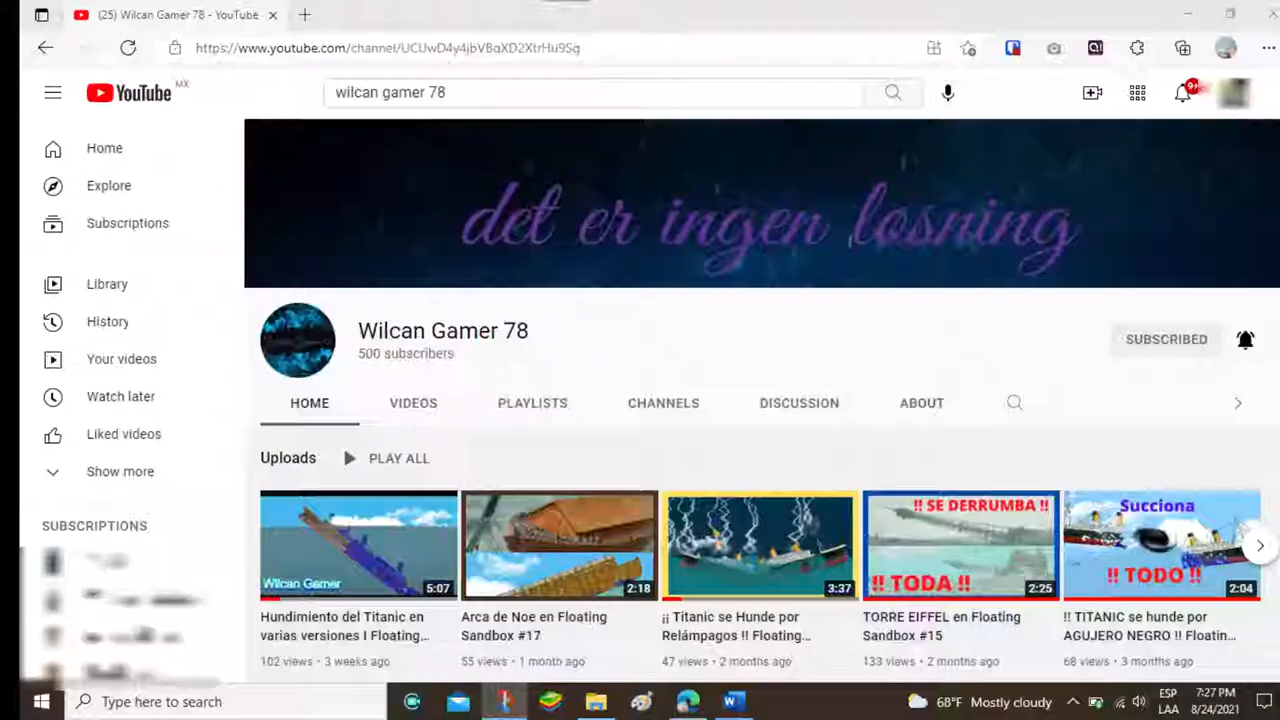 (25) Wilcan Gamer 78 - YouTube
https://www.youtube.com/channel/UCUwD4y4jbVBqXD2XtrHu9Sg
YouTube MX
wilcan gamer 78
9+
Home
Explore
Subscriptions
Library
History
Your videos
Watch later
Liked videos
Show more
SUBSCRIPTIONS
det er ingen løsning
Wilcan Gamer 78
500 subscribers
SUBSCRIBED
HOME VIDEOS PLAYLISTS CHANNELS DISCUSSION ABOUT
Uploads PLAY ALL
Wilcan Gamer
5:07
Hundimiento del Titanic en
varias versiones I Floating...
102 views • 3 weeks ago
2:18
Arca de Noe en Floating
Sandbox #17
55 views • 1 month ago
3:37
¡¡ Titanic se Hunde por
Relámpagos !! Floating...
47 views • 2 months ago
!! SE DERRUMBA !!
!! TODA !!
2:25
TORRE EIFFEL en Floating
Sandbox #15
133 views • 2 months ago
Succiona
!! TODO !!
2:04
!! TITANIC se hunde por
AGUJERO NEGRO !! Floatin...
68 views • 3 months ago
Type here to search
68°F Mostly cloudy
ESP
LAA
7:27 PM
8/24/2021